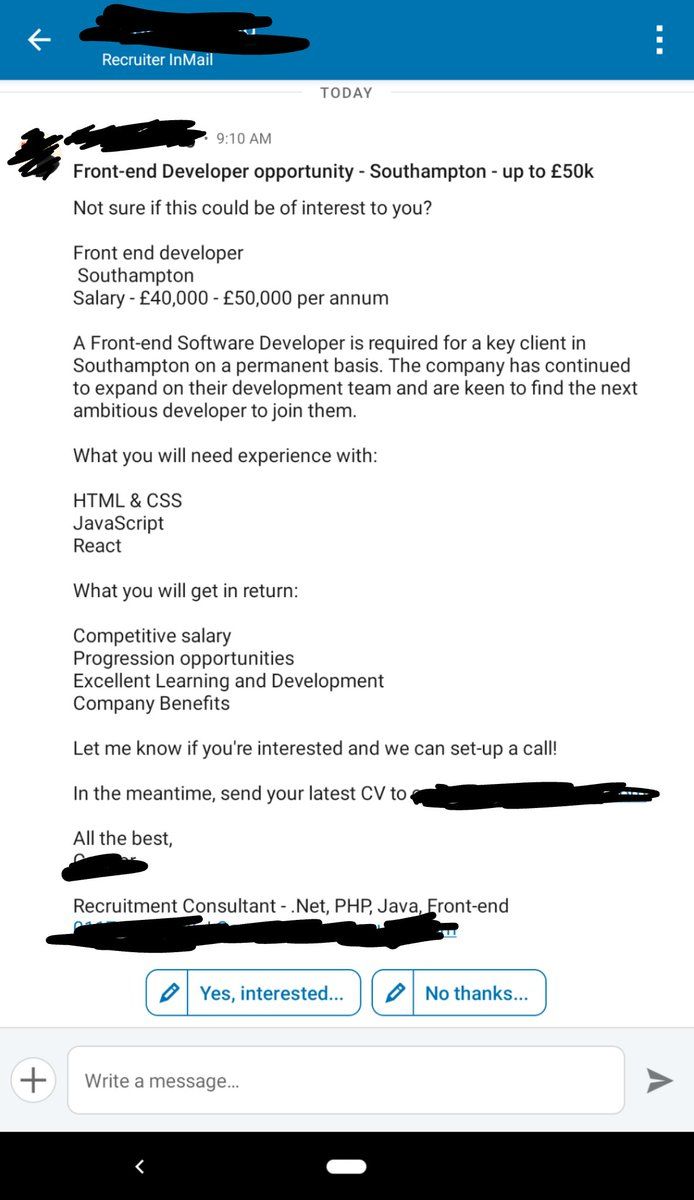 Recruiter InMail
TODAY
9:10 AM
Front-end Developer opportunity - Southampton - up to £50k
Not sure if this could be of interest to you?
Front end developer
Southampton
Salary - £40,000 - £50,000 per annum
A Front-end Software Developer is required for a key client in
Southampton on a permanent basis. The company has continued
to expand on their development team and are keen to find the next
ambitious developer to join them.
What you will need experience with:
HTML & CSS
JavaScript
React
What you will get in return:
Competitive salary
Progression opportunities
Excellent Learning and Development
Company Benefits
Let me know if you're interested and we can set-up a call!
In the meantime, send your latest CV to
All the best,
Recruitment Consultant - .Net, PHP, Java, Front-end
Yes, interested...
No thanks...
Write a message...